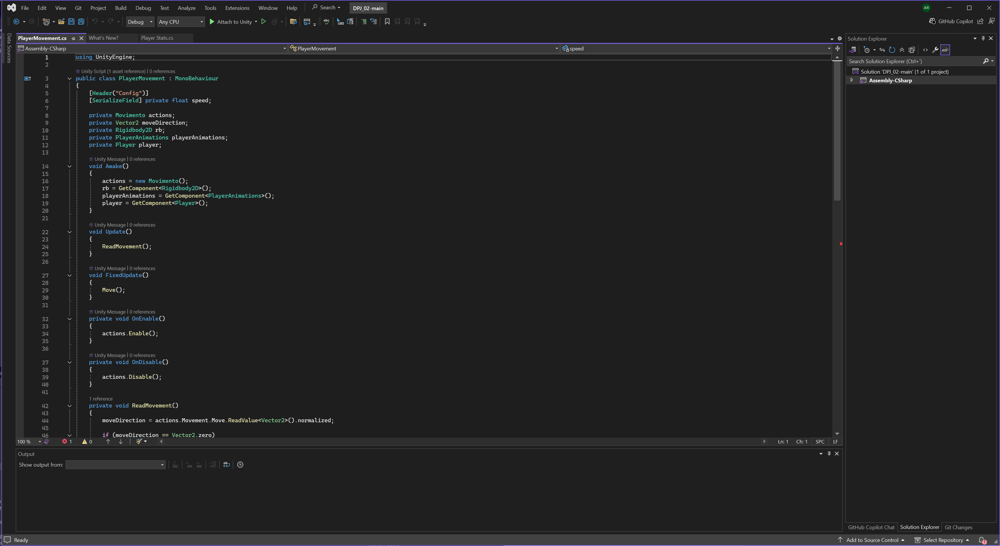 File Edit View Git Project Build Debug Test Analyze Tools Extensions Window Help Search DPJ_02-main AR
Debug Any CPU Attach to Unity GitHub Copilot
Data Sources
PlayerMovement.cs What's New? Player Stats.cs
Assembly-CSharp PlayerMovement speed
1 using UnityEngine;
2
Unity Script (1 asset reference) | 0 references
3 public class PlayerMovement : MonoBehaviour
4 {
5 [Header("Config")]
6 [SerializeField] private float speed;
7
8 private Movimento actions;
9 private Vector2 moveDirection;
10 private Rigidbody2D rb;
11 private PlayerAnimations playerAnimations;
12 private Player player;
13
Unity Message | 0 references
14 void Awake()
15 {
16 actions = new Movimento();
17 rb = GetComponent<Rigidbody2D>();
18 playerAnimations = GetComponent<PlayerAnimations>();
19 player = GetComponent<Player>();
20 }
21
Unity Message | 0 references
22 void Update()
23 {
24 ReadMovement();
25 }
26
Unity Message | 0 references
27 void FixedUpdate()
28 {
29 Move();
30 }
31
Unity Message | 0 references
32 private void OnEnable()
33 {
34 actions.Enable();
35 }
36
Unity Message | 0 references
37 private void OnDisable()
38 {
39 actions.Disable();
40 }
41
1 reference
42 private void ReadMovement()
43 {
44 moveDirection = actions.Movement.Move.ReadValue<Vector2>().normalized;
45
46 if (moveDirection == Vector2.zero)
100 % 1 0 Ln: 1 Ch: 1 SPC LF
Output
Show output from:
Solution Explorer
Search Solution Explorer (Ctrl+´)
Solution 'DPJ_02-main' (1 of 1 project)
Assembly-CSharp
GitHub Copilot Chat Solution Explorer Git Changes
Ready Add to Source Control Select Repository 1